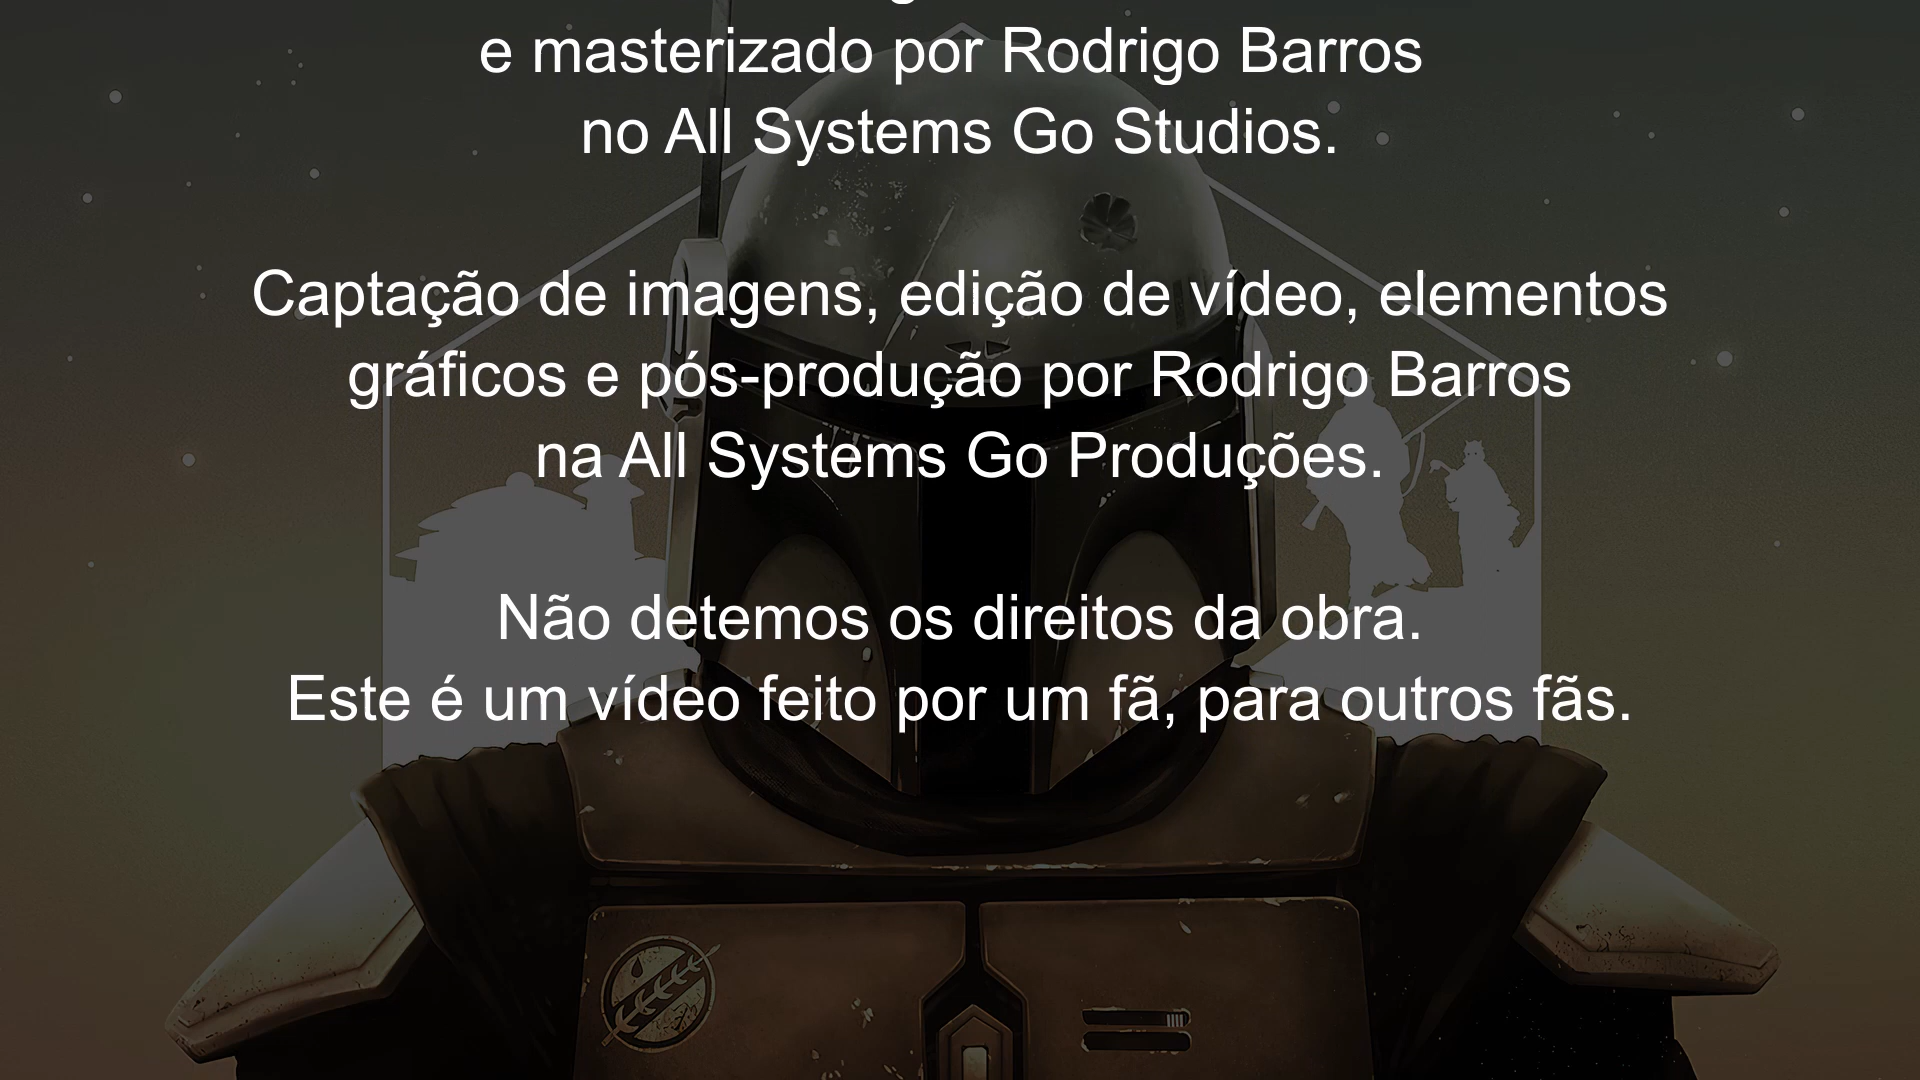 e masterizado por Rodrigo Barros
no All Systems Go Studios.
Captação de imagens, edição de vídeo, elementos
gráficos e pós-produção por Rodrigo Barros
na All Systems Go Produções.
Não detemos os direitos da obra.
Este é um vídeo feito por um fã, para outros fãs.